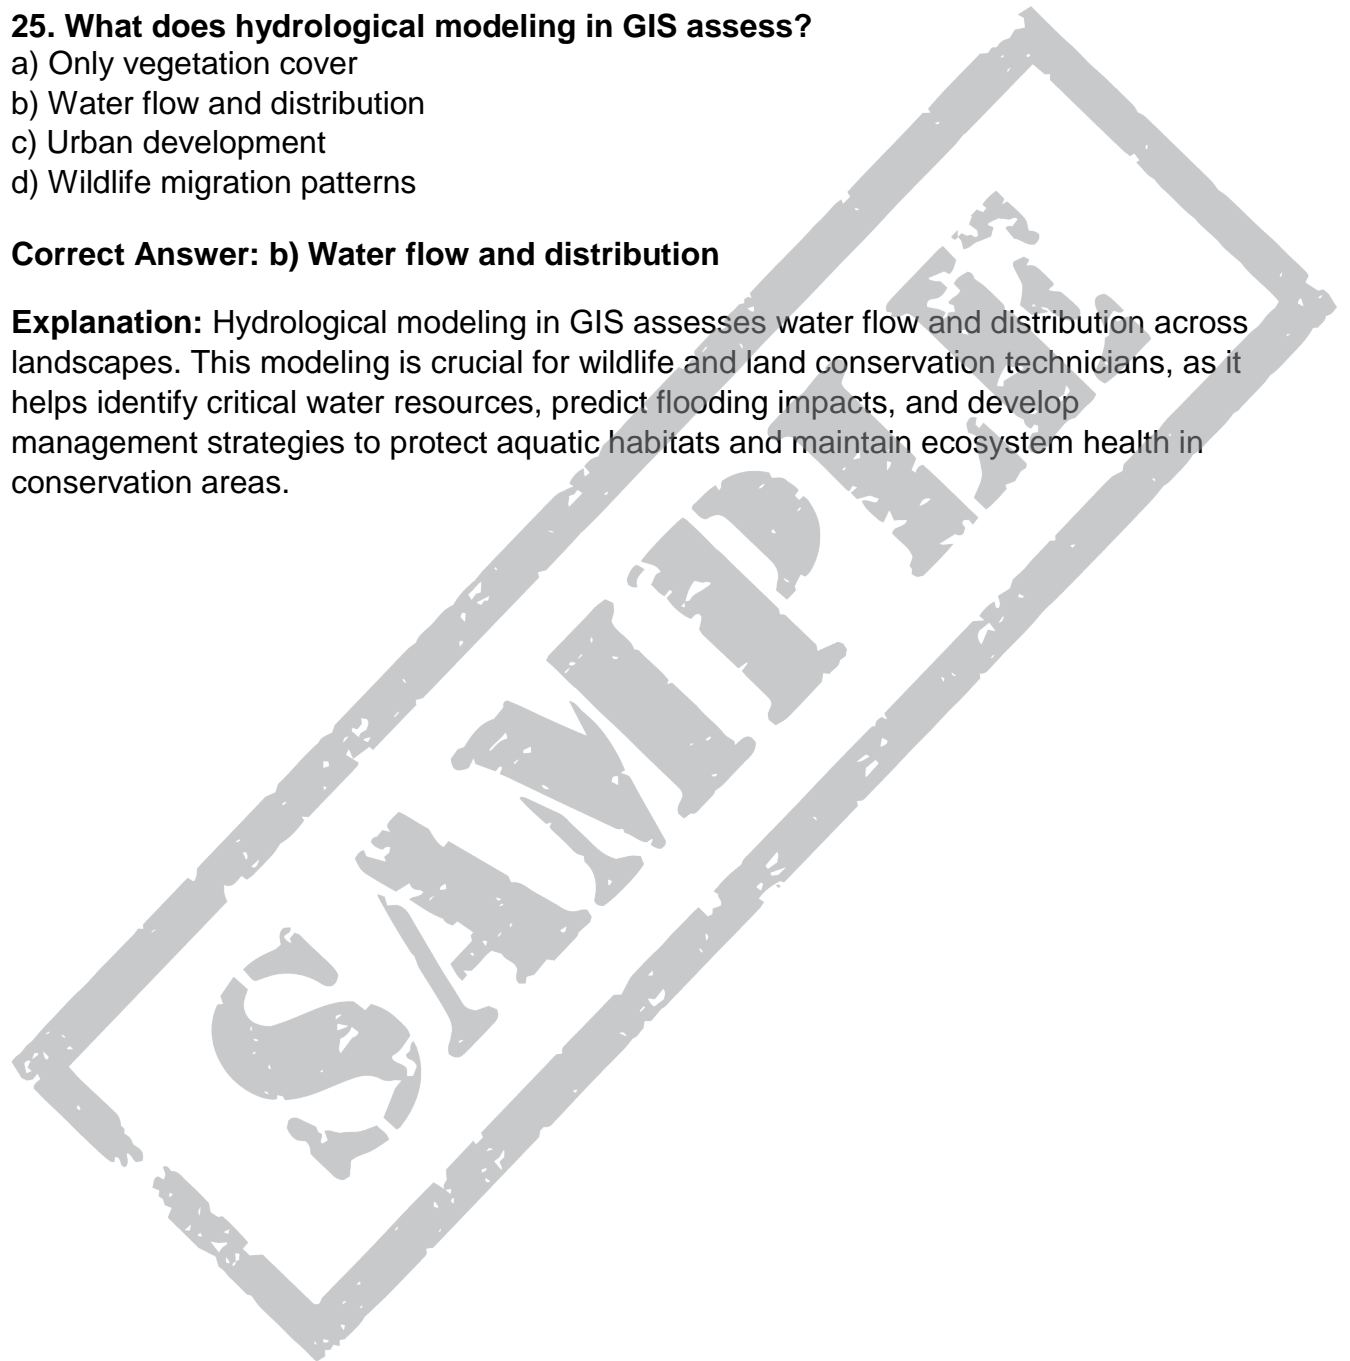 25. What does hydrological modeling in GIS assess?
a) Only vegetation cover
b) Water flow and distribution
c) Urban development
d) Wildlife migration patterns
Correct Answer: b) Water flow and distribution
Explanation: Hydrological modeling in GIS assesses water flow and distribution across
landscapes. This modeling is crucial for wildlife and land conservation technicians, as it
helps identify critical water resources, predict flooding impacts, and develop
management strategies to protect aquatic habitats and maintain ecosystem health in
conservation areas.
SAMPLE